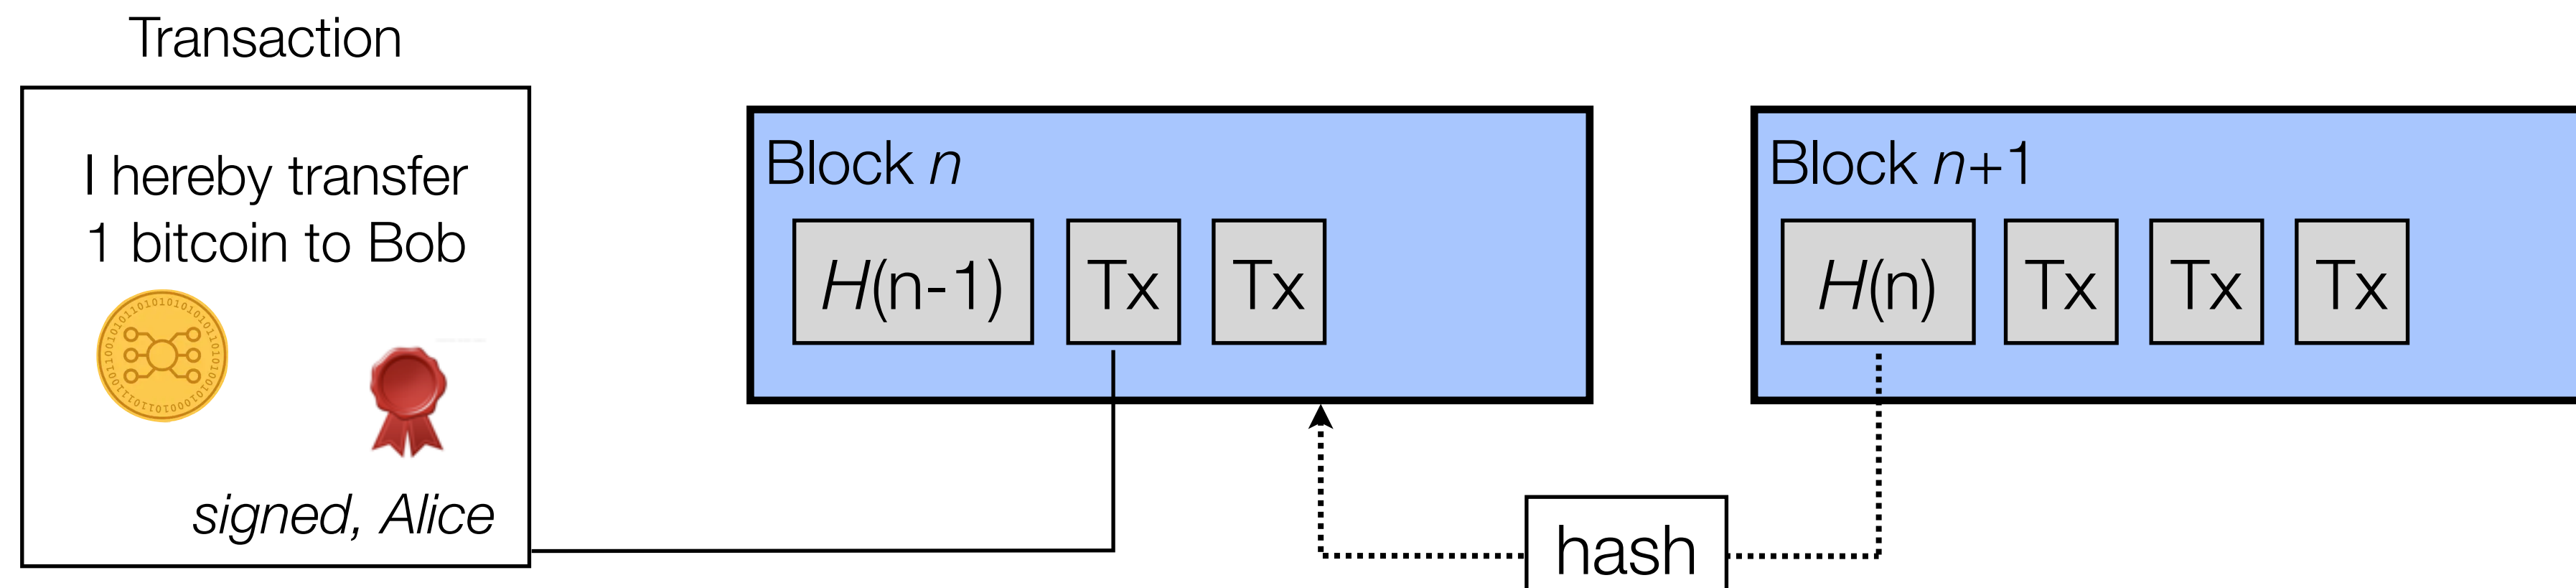 Transaction
I hereby transfer
1 bitcoin to Bob
signed, Alice
Block n
H(n-1) Tx Tx
Block n+1
H(n) Tx Tx Tx
hash